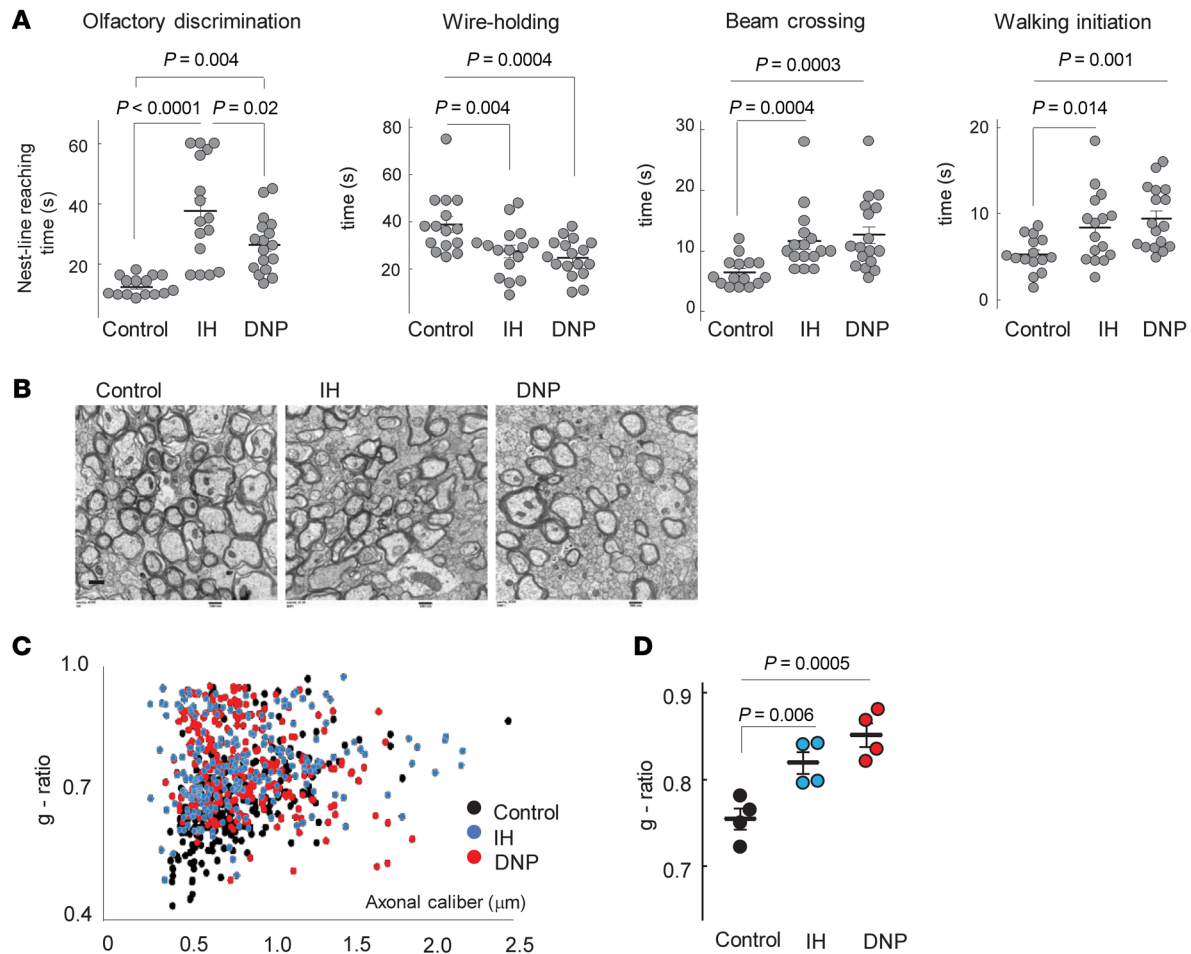 A
Olfactory discrimination
Wire-holding
Beam crossing
Walking initiation
P = 0.004
P < 0.0001
P = 0.02
P = 0.0004
P = 0.004
P = 0.0003
P = 0.0004
P = 0.001
P = 0.014
Nest-line reaching
time (s)
60
40
20
Control
IH
DNP
time (s)
80
60
40
20
Control
IH
DNP
time (s)
30
20
10
0
Control
IH
DNP
time (s)
20
10
0
Control
IH
DNP
B
Control
IH
DNP
C
g - ratio
1.0
0.7
0.4
Control
IH
DNP
Axonal caliber (μm)
0
0.5
1.0
1.5
2.0
2.5
D
P = 0.0005
P = 0.006
g - ratio
0.9
0.8
0.7
Control
IH
DNP